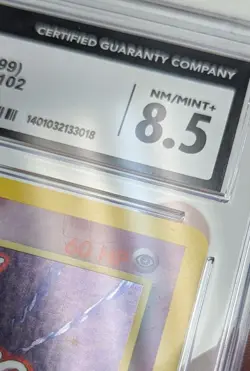 CERTIFIED GUARANTY COMPANY
99)
102
NM/MINT+
8.5
1401032133018